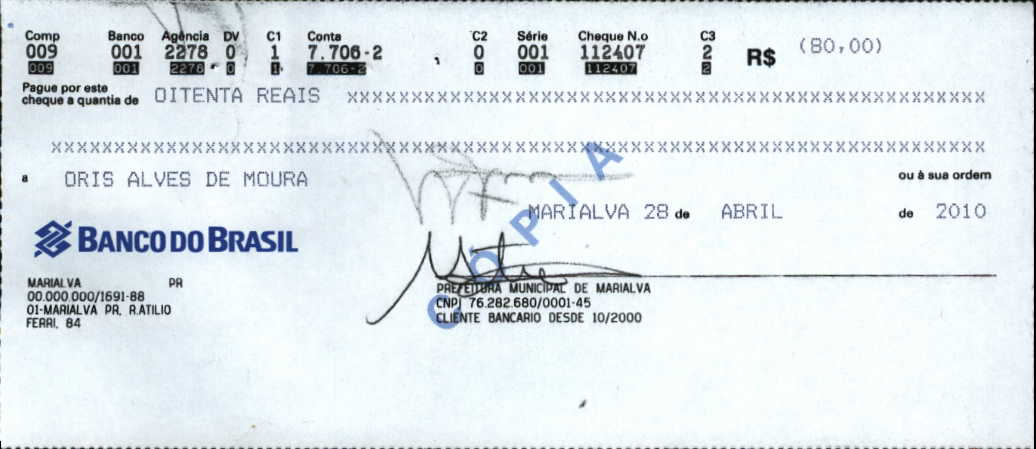 Comp Banco Agência DV C1 Conta C2 Série Cheque N.o C3
009 001 2278 0 1 7.706-2 0 001 112407 2 R$ (80,00)
009 001 2278 0 1 7.706-2 0 001 112407 2
Pague por este
cheque a quantia de OITENTA REAIS XXXXXXXXXXXXXXXXXXXXXXXXXXXXXXXXXXXXXXXXXXXXXXXXXXX
XXXXXXXXXXXXXXXXXXXXXXXXXXXXXXXXXXXXXXXXXXXXXXXXXXXXXXXXXXXXXXXXXXXXXXXXX
a ORIS ALVES DE MOURA ou à sua ordem
MARIALVA 28 de ABRIL de 2010
CÓPIA
BANCO DO BRASIL
MARIALVA PR
00.000.000/1691-88
01-MARIALVA PR. R.ATILIO
FERRI, 84
PREFEITURA MUNICIPAL DE MARIALVA
CNPJ 76.282.680/0001-45
CLIENTE BANCARIO DESDE 10/2000